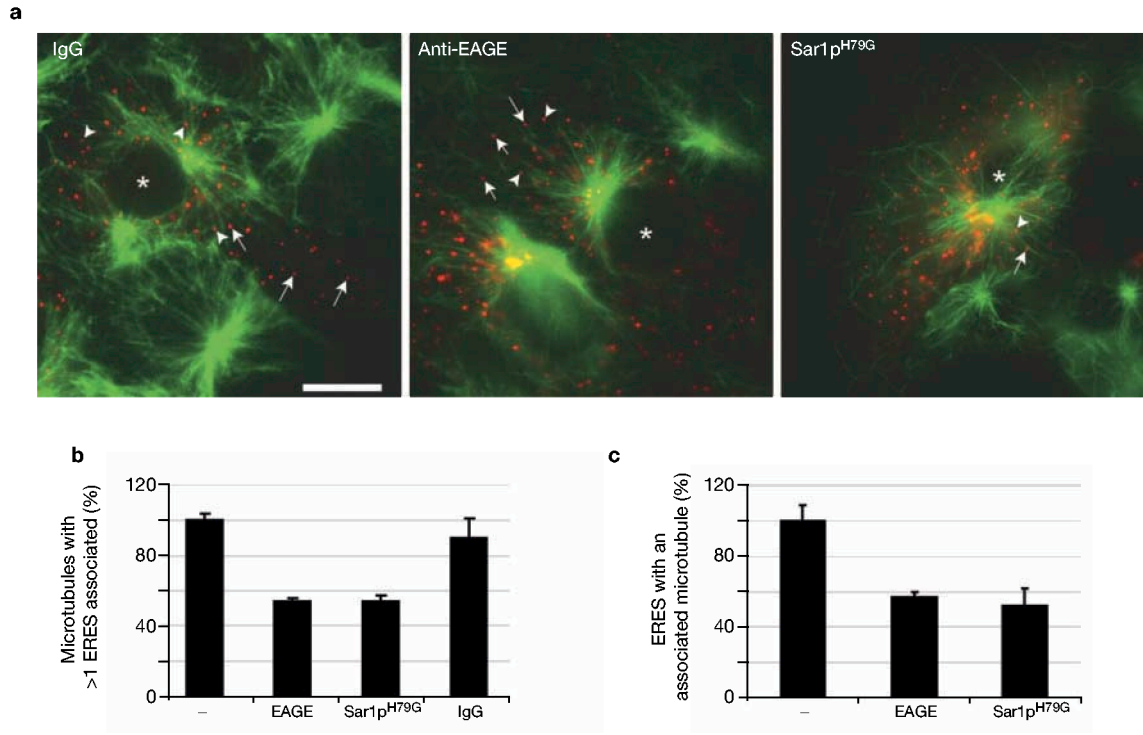 a
IgG
Anti-EAGE
Sar1pH79G
*
*
*
b
120
80
40
0
Microtubules with
>1 ERES associated (%)
–
EAGE
Sar1pH79G
IgG
c
120
80
40
0
ERES with an
associated microtubule (%)
–
EAGE
Sar1pH79G